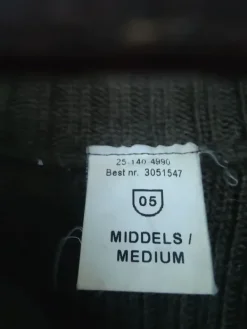 25-140-4990
Best nr. 3051547
05
MIDDELS/
MEDIUM